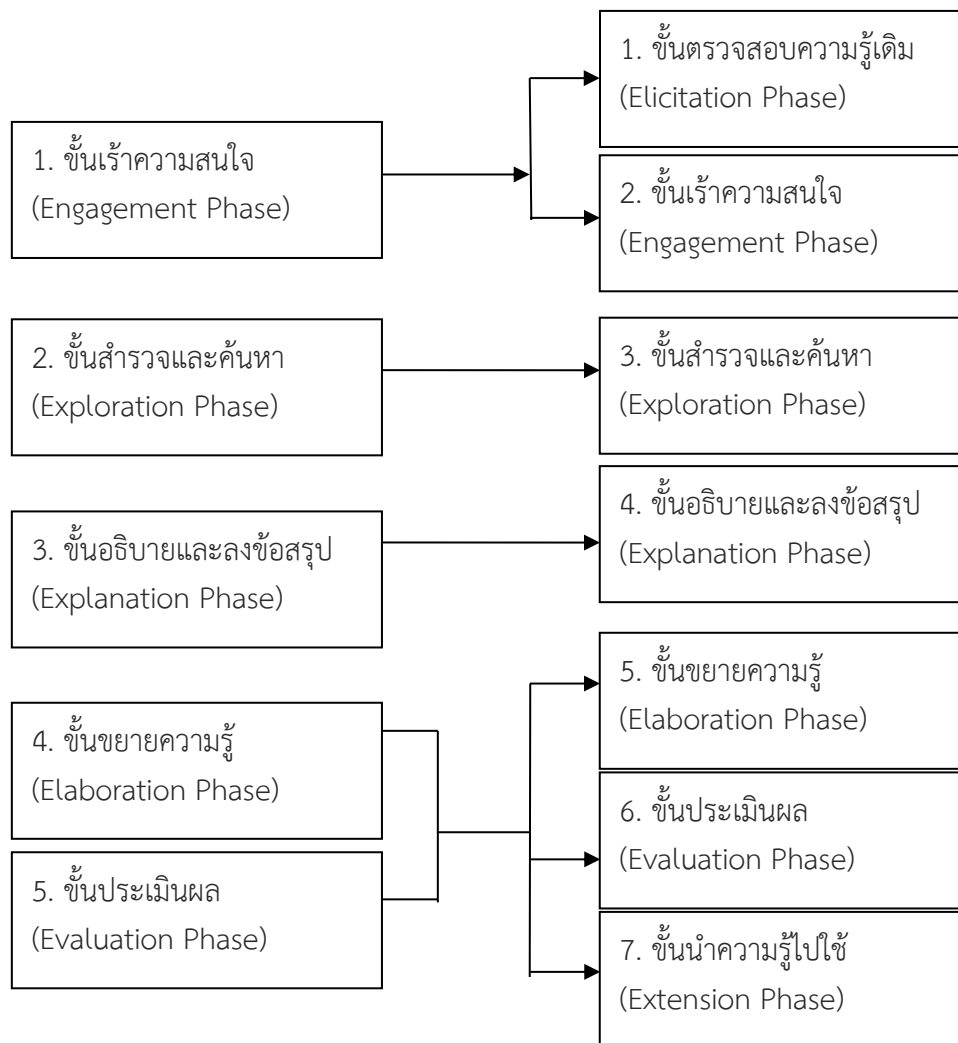 1. ขั้นเร้าความสนใจ
(Engagement Phase)
2. ขั้นสำรวจและค้นหา
(Exploration Phase)
3. ขั้นอธิบายและลงข้อสรุป
(Explanation Phase)
4. ขั้นขยายความรู้
(Elaboration Phase)
5. ขั้นประเมินผล
(Evaluation Phase)
1. ขั้นตรวจสอบความรู้เดิม
(Elicitation Phase)
2. ขั้นเร้าความสนใจ
(Engagement Phase)
3. ขั้นสำรวจและค้นหา
(Exploration Phase)
4. ขั้นอธิบายและลงข้อสรุป
(Explanation Phase)
5. ขั้นขยายความรู้
(Elaboration Phase)
6. ขั้นประเมินผล
(Evaluation Phase)
7. ขั้นนำความรู้ไปใช้
(Extension Phase)